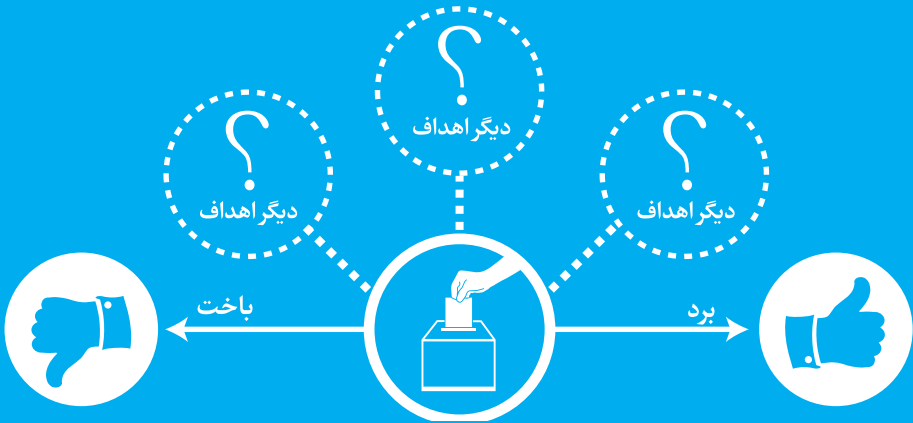 ؟
دیگر اهداف
؟
دیگر اهداف
؟
دیگر اهداف
برد
باخت